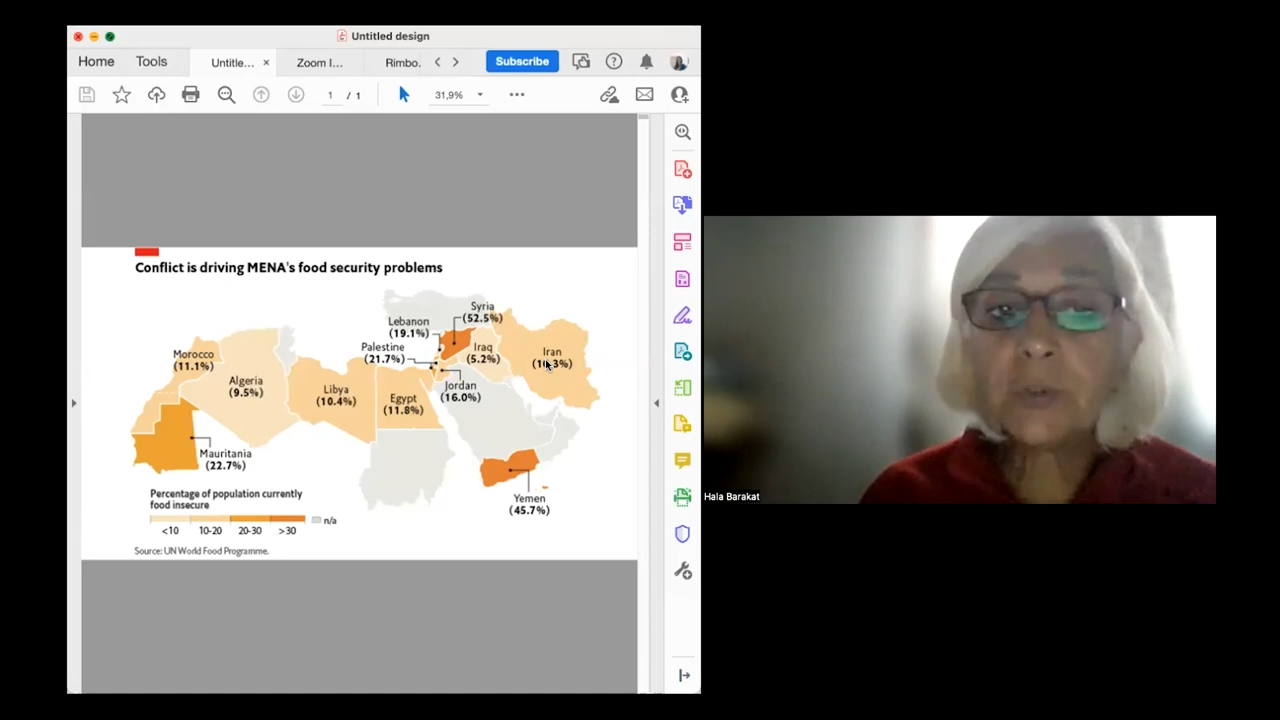 Untitled design
Home
Tools
Untitle...
Zoom I...
Rimbo.
Subscribe
1 / 1
31,9%
Conflict is driving MENA's food security problems
Syria
(52.5%)
Lebanon
(19.1%)
Palestine
(21.7%)
Iraq
(5.2%)
Iran
Morocco
(11.1%)
Algeria
(9.5%)
Libya
(10.4%)
Egypt
(11.8%)
Jordan
(16.0%)
Mauritania
(22.7%)
Yemen
(45.7%)
Percentage of population currently
food insecure
n/a
<10 10-20 20-30 >30
Source: UN World Food Programme.
Hala Barakat